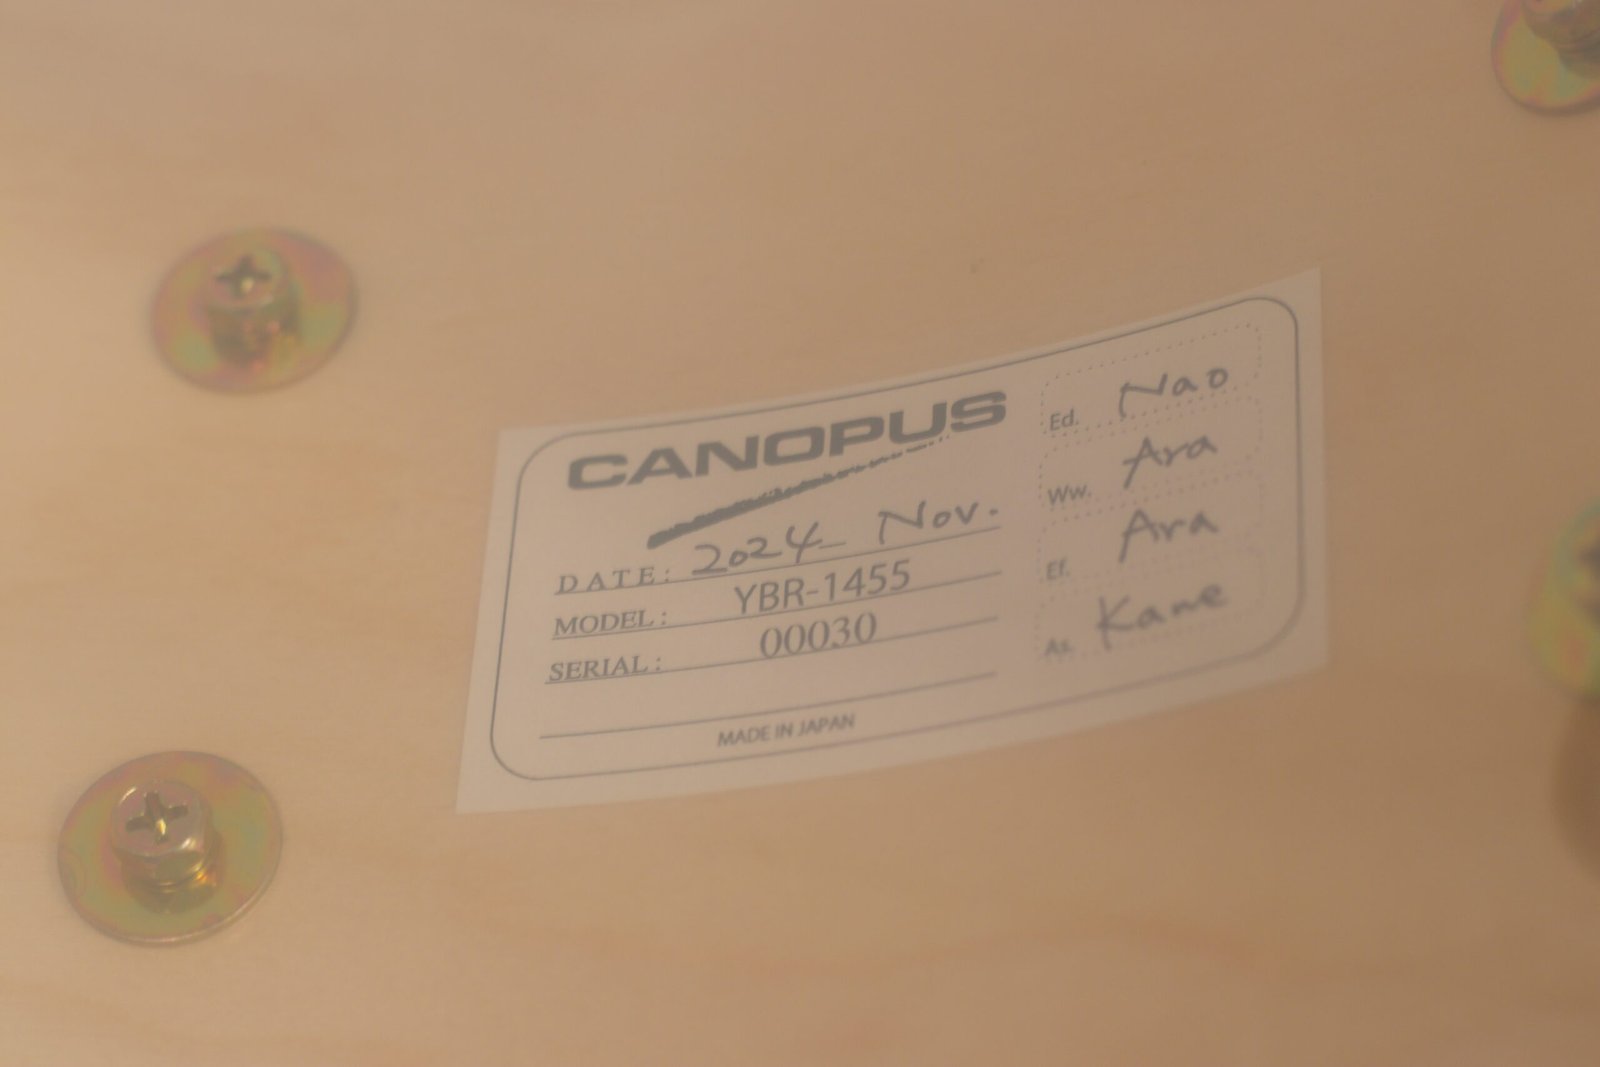 CANOPUS
DATE: 2024 Nov.
MODEL: YBR-1455
SERIAL: 00030
MADE IN JAPAN
Ed. Nao
Ww. Ara
Ef. Ara
As. Kame